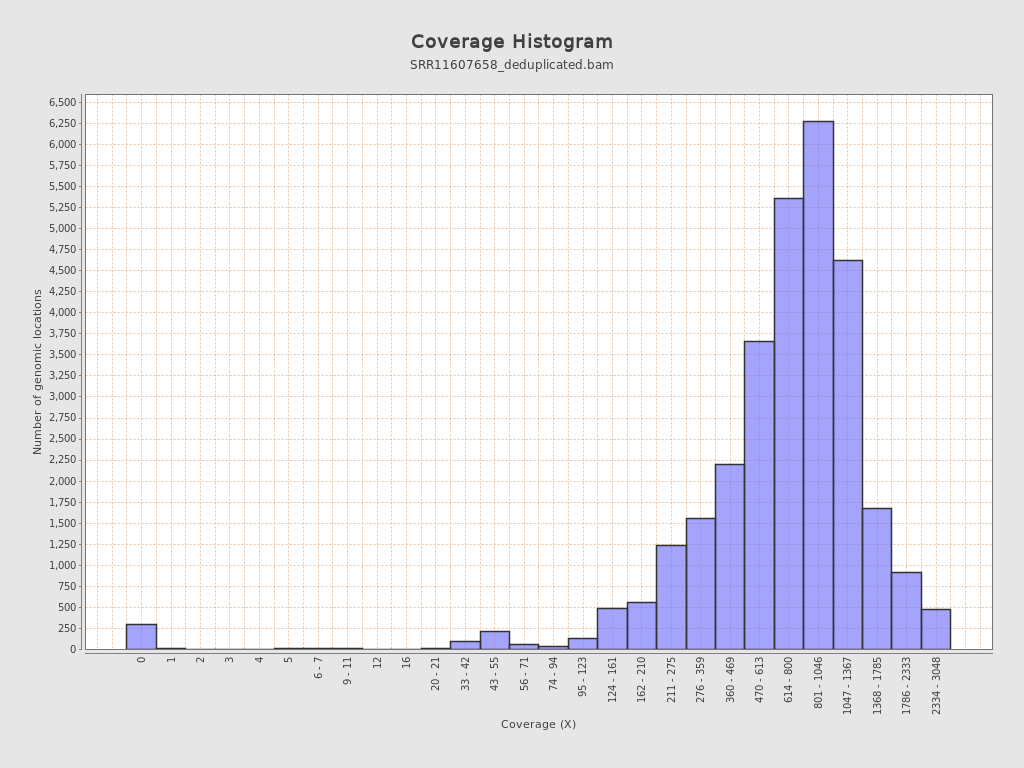 Coverage Histogram
SRR11607658_deduplicated.bam
6,500
6,250
6,000
5,750
5,500
5,250
5,000
4,750
4,500
4,250
4,000
3,750
3,500
3,250
3,000
2,750
2,500
2,250
2,000
1,750
1,500
1,250
1,000
750
500
250
0
Number of genomic locations
0
1
2
3
4
5
6 - 7
9 - 11
12
16
20 - 21
33 - 42
43 - 55
56 - 71
74 - 94
95 - 123
124 - 161
162 - 210
211 - 275
276 - 359
360 - 469
470 - 613
614 - 800
801 - 1046
1047 - 1367
1368 - 1785
1786 - 2333
2334 - 3048
Coverage (X)